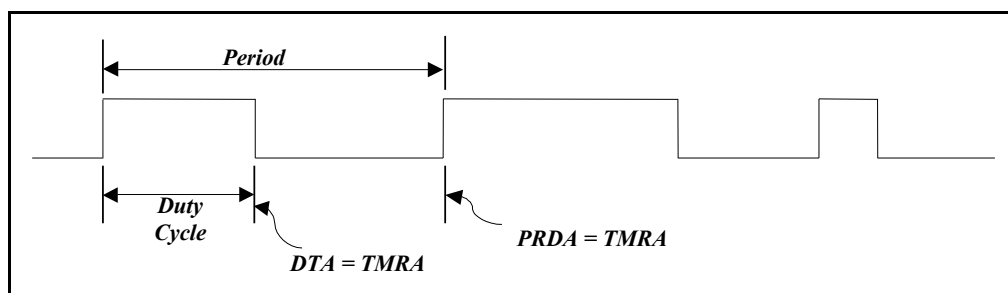 Period
Duty
Cycle
PRDA = TMRA
DTA = TMRA